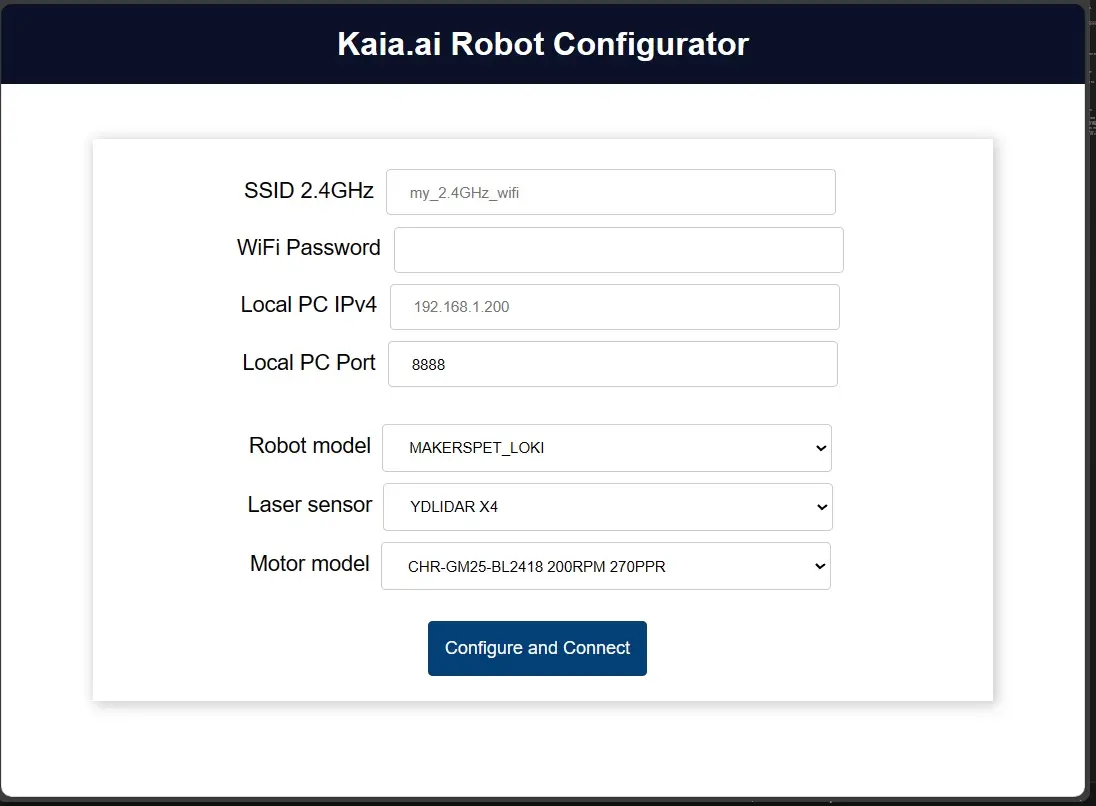 Kaia.ai Robot Configurator
SSID 2.4GHz my_2.4GHz_wifi
WiFi Password
Local PC IPv4 192.168.1.200
Local PC Port 8888
Robot model MAKERSPET_LOKI
Laser sensor YDLIDAR X4
Motor model CHR-GM25-BL2418 200RPM 270PPR
Configure and Connect